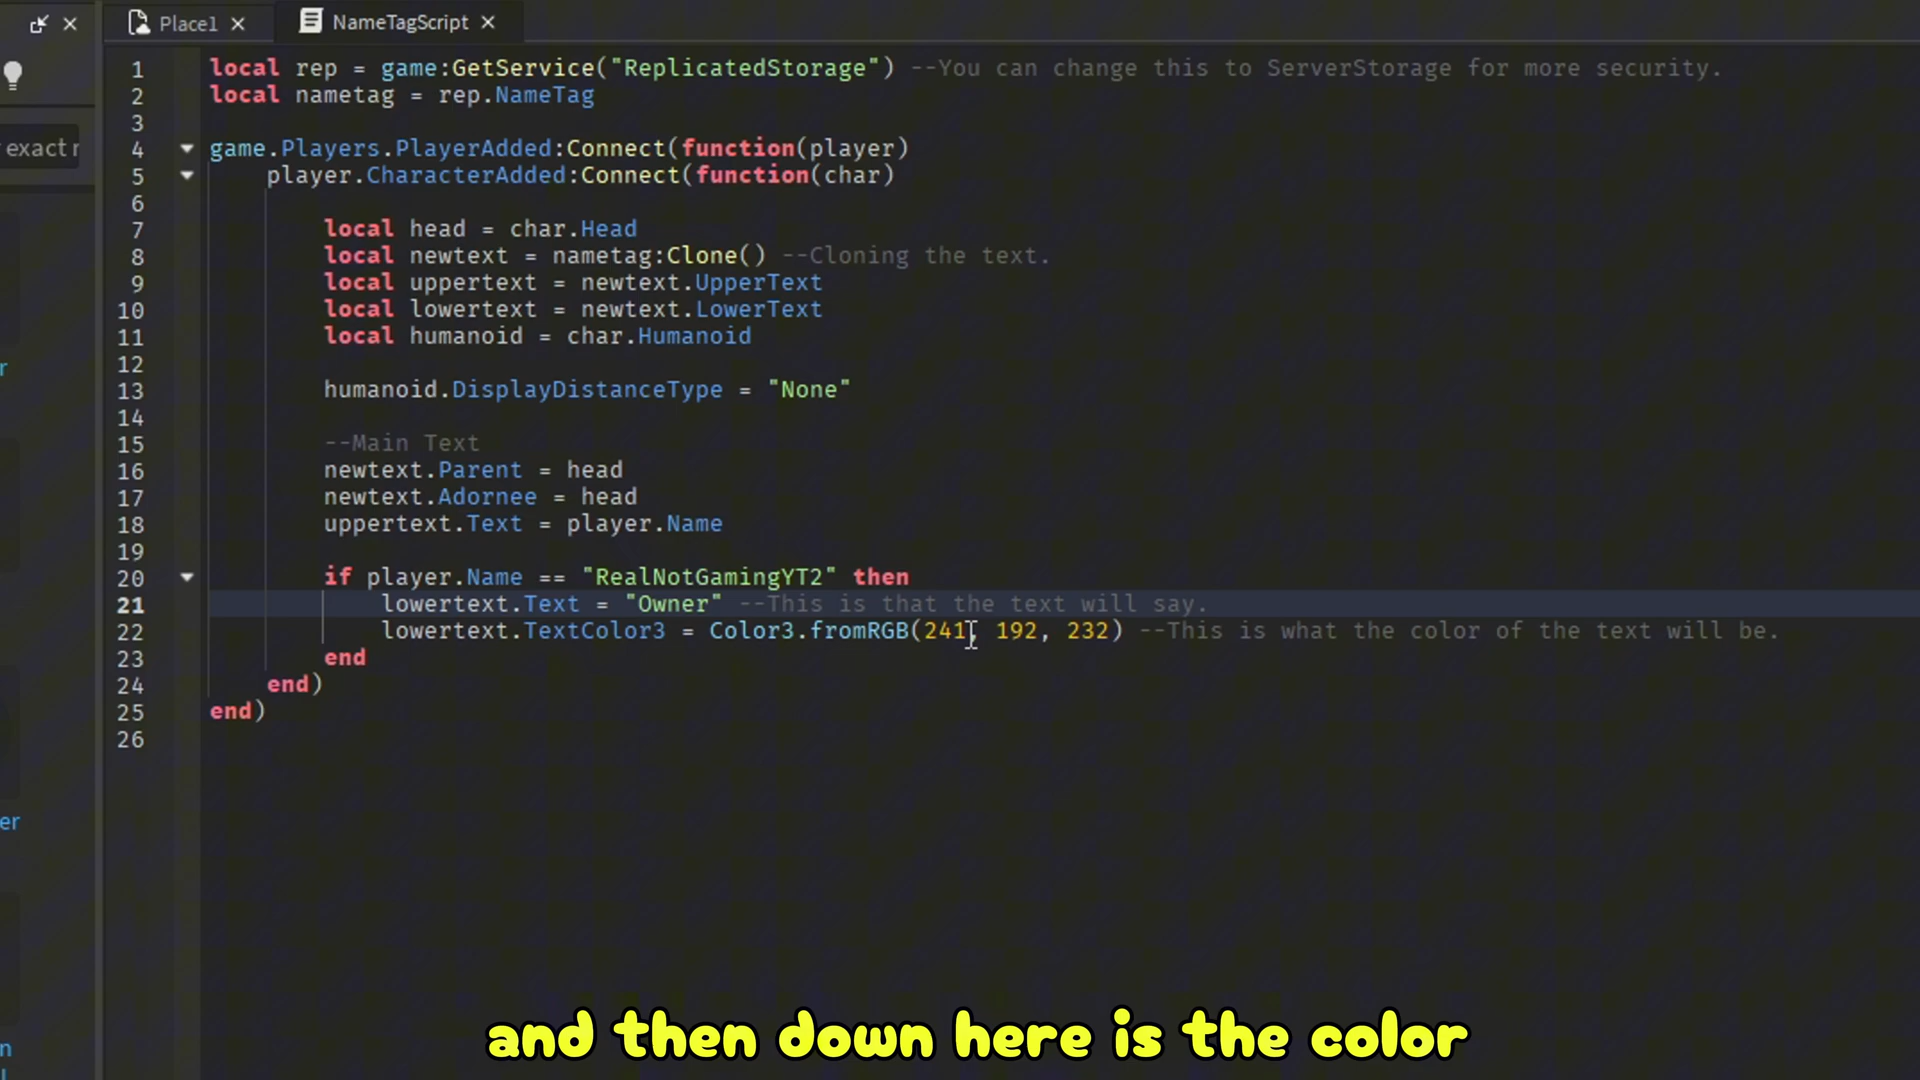 Place1
NameTagScript
exact
1 local rep = game:GetService("ReplicatedStorage") --You can change this to ServerStorage for more security.
2 local nametag = rep.NameTag
3
4 game.Players.PlayerAdded:Connect(function(player)
5 player.CharacterAdded:Connect(function(char)
6
7 local head = char.Head
8 local newtext = nametag:Clone() --Cloning the text.
9 local uppertext = newtext.UpperText
10 local lowertext = newtext.LowerText
11 local humanoid = char.Humanoid
12
13 humanoid.DisplayDistanceType = "None"
14
15 --Main Text
16 newtext.Parent = head
17 newtext.Adornee = head
18 uppertext.Text = player.Name
19
20 if player.Name == "RealNotGamingYT2" then
21 lowertext.Text = "Owner" --This is that the text will say.
22 lowertext.TextColor3 = Color3.fromRGB(241, 192, 232) --This is what the color of the text will be.
23 end
24 end)
25 end)
26
and then down here is the color